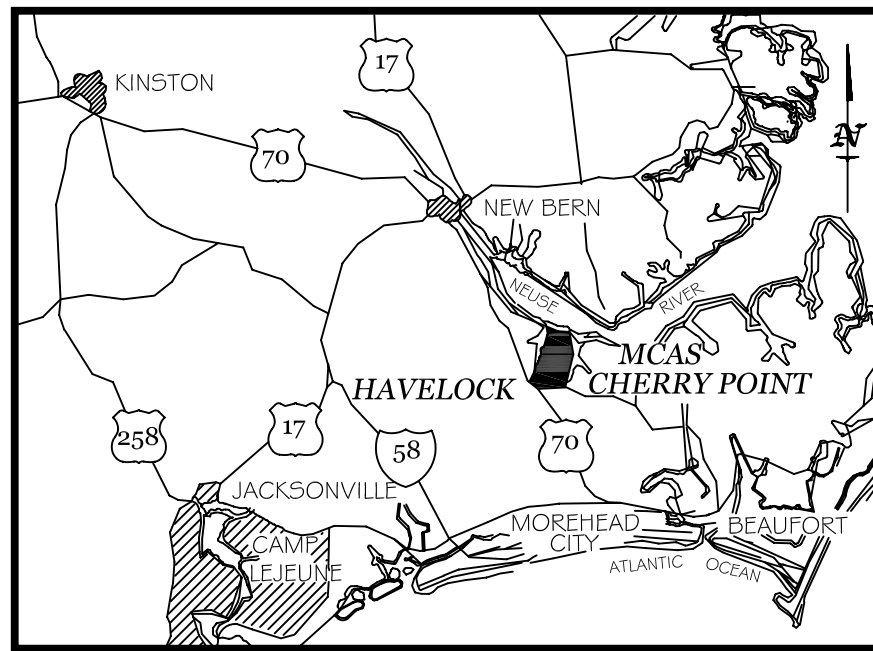 17
KINSTON
N
70
NEW BERN
NEUSE
RIVER
MCAS
CHERRY POINT
HAVELOCK
258
17
58
70
JACKSONVILLE
MOREHEAD
CITY
BEAUFORT
CAMP
LEJEUNE
ATLANTIC
OCEAN